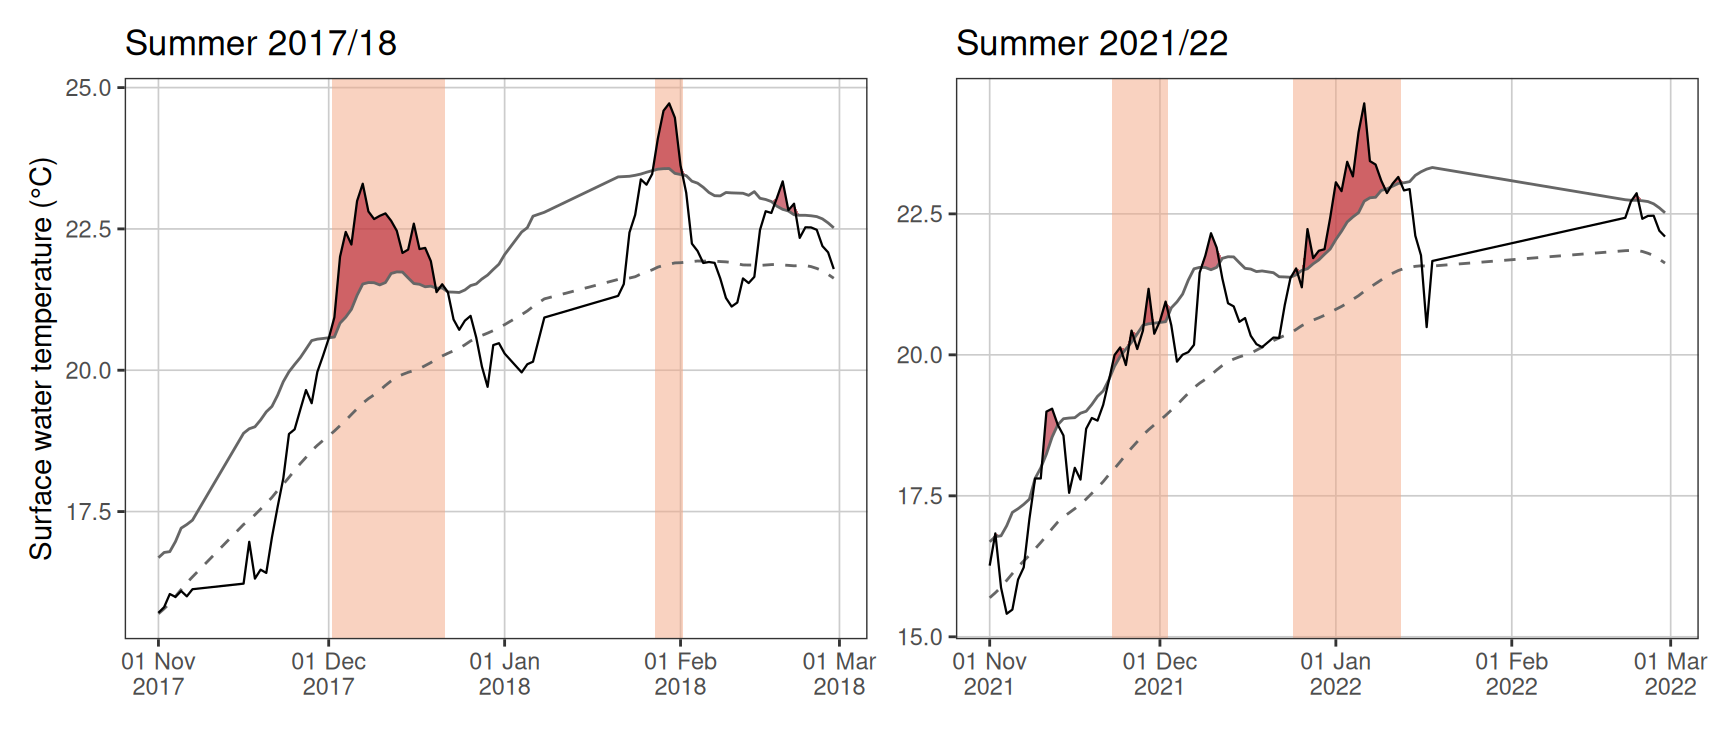 Summer 2017/18
Summer 2021/22
Surface water temperature (°C)
25.0
22.5
20.0
17.5
01 Nov
2017
01 Dec
2017
01 Jan
2018
01 Feb
2018
01 Mar
2018
22.5
20.0
17.5
15.0
01 Nov
2021
01 Dec
2021
01 Jan
2022
01 Feb
2022
01 Mar
2022